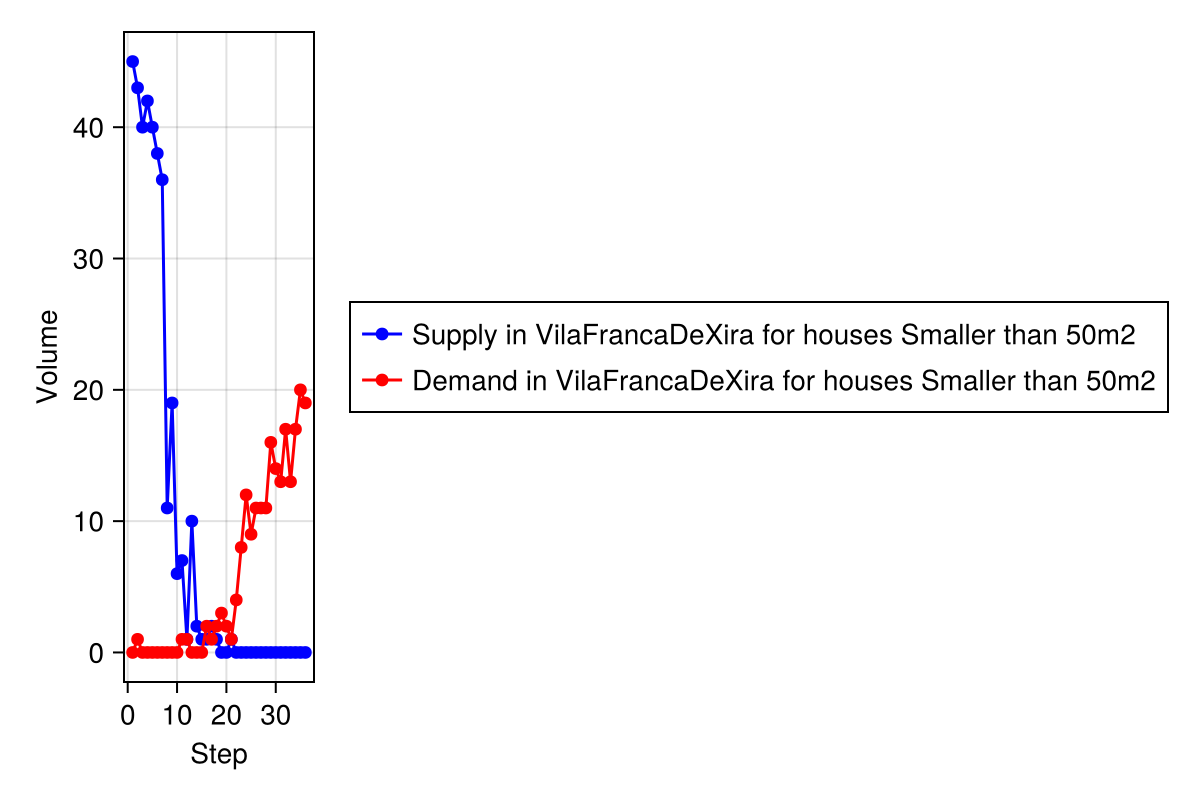 Volume
40
30
20
10
0
0 10 20 30
Step
Supply in VilaFrancaDeXira for houses Smaller than 50m2
Demand in VilaFrancaDeXira for houses Smaller than 50m2